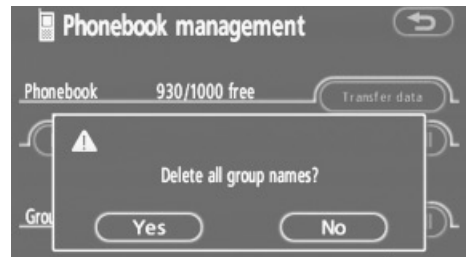 Phonebook management
Phonebook 930/1000 free Transfer data
Delete all group names?
Yes No